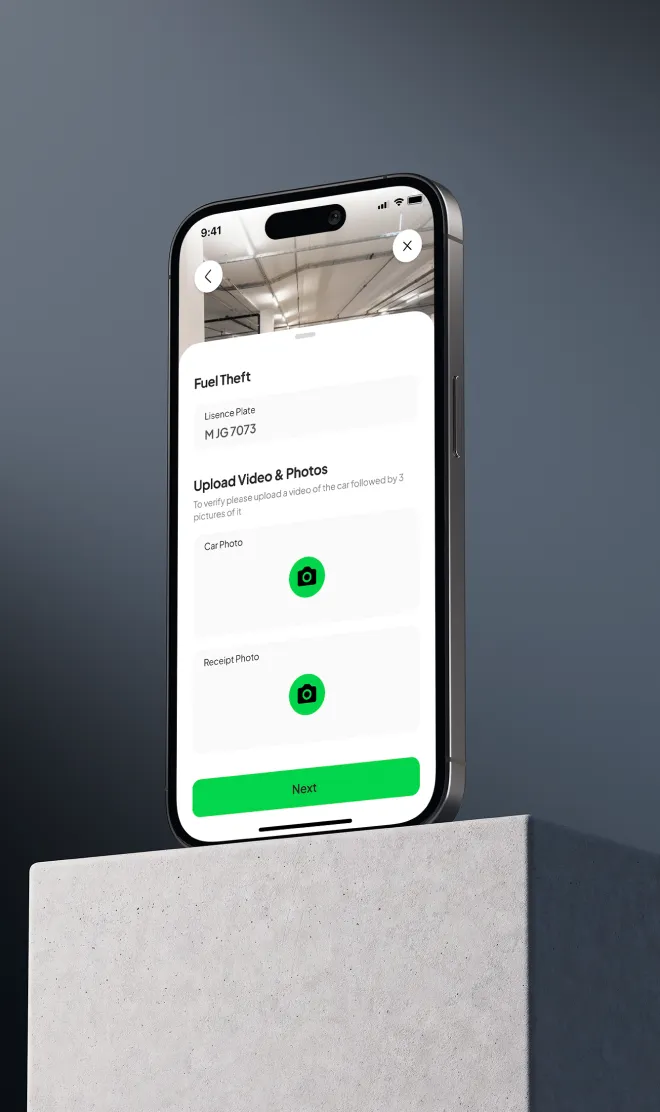 9:41
Fuel Theft
Lisence Plate
M JG 7073
Upload Video & Photos
To verify please upload a video of the car followed by 3
pictures of it
Car Photo
Receipt Photo
Next